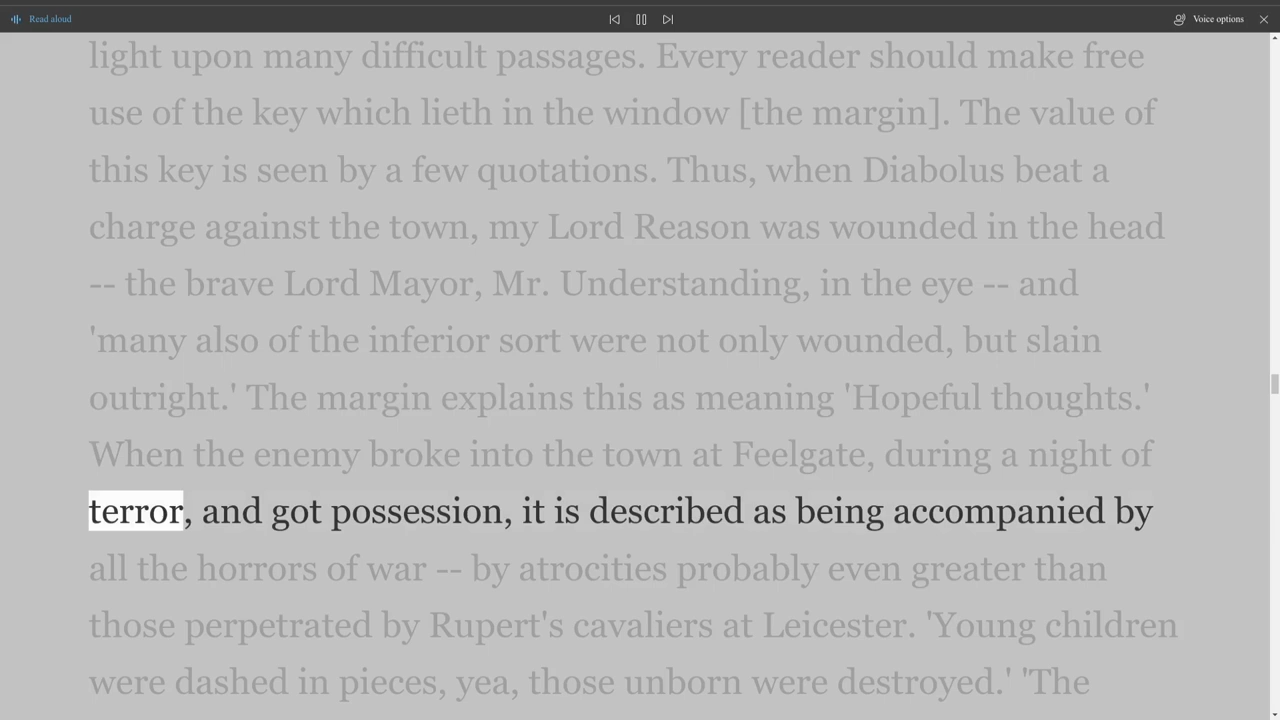 Read aloud
Voice options
light upon many difficult passages. Every reader should make free
use of the key which lieth in the window [the margin]. The value of
this key is seen by a few quotations. Thus, when Diabolus beat a
charge against the town, my Lord Reason was wounded in the head
-- the brave Lord Mayor, Mr. Understanding, in the eye -- and
'many also of the inferior sort were not only wounded, but slain
outright.' The margin explains this as meaning 'Hopeful thoughts.'
When the enemy broke into the town at Feelgate, during a night of
terror, and got possession, it is described as being accompanied by
all the horrors of war -- by atrocities probably even greater than
those perpetrated by Rupert's cavaliers at Leicester. 'Young children
were dashed in pieces, yea, those unborn were destroyed.' 'The